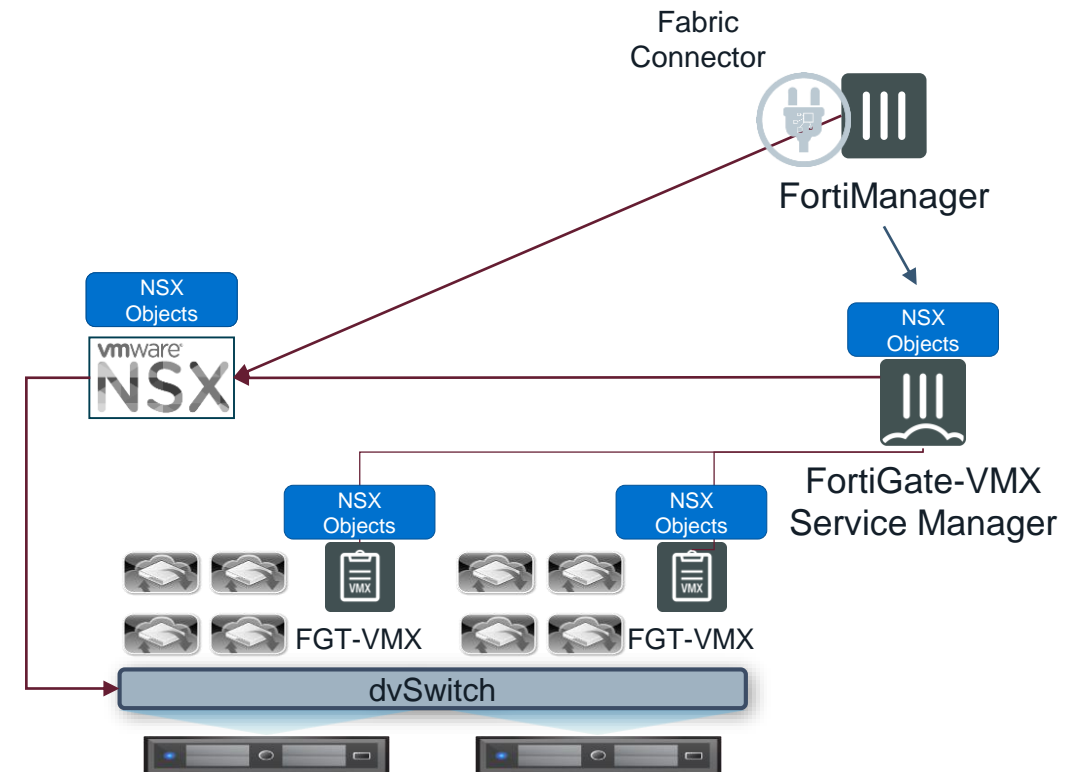 Fabric
Connector
FortiManager
NSX
Objects
vmware
NSX
NSX
Objects
FortiGate-VMX
Service Manager
NSX
Objects
VMX
FGT-VMX
NSX
Objects
VMX
FGT-VMX
dvSwitch